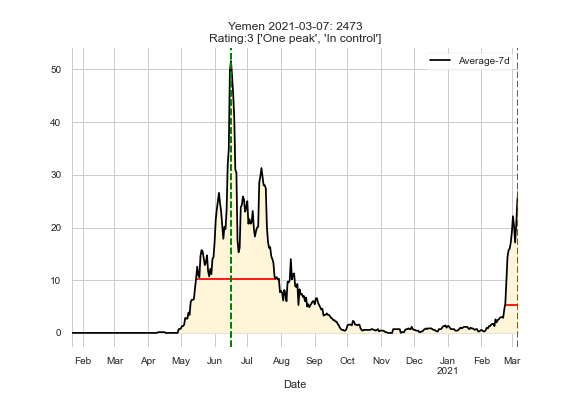 Yemen 2021-03-07: 2473
Rating:3 ['One peak', 'In control']
Average-7d
50
40
30
20
10
0
Feb Mar Apr May Jun Jul Aug Sep Oct Nov Dec Jan Feb Mar
2021
Date